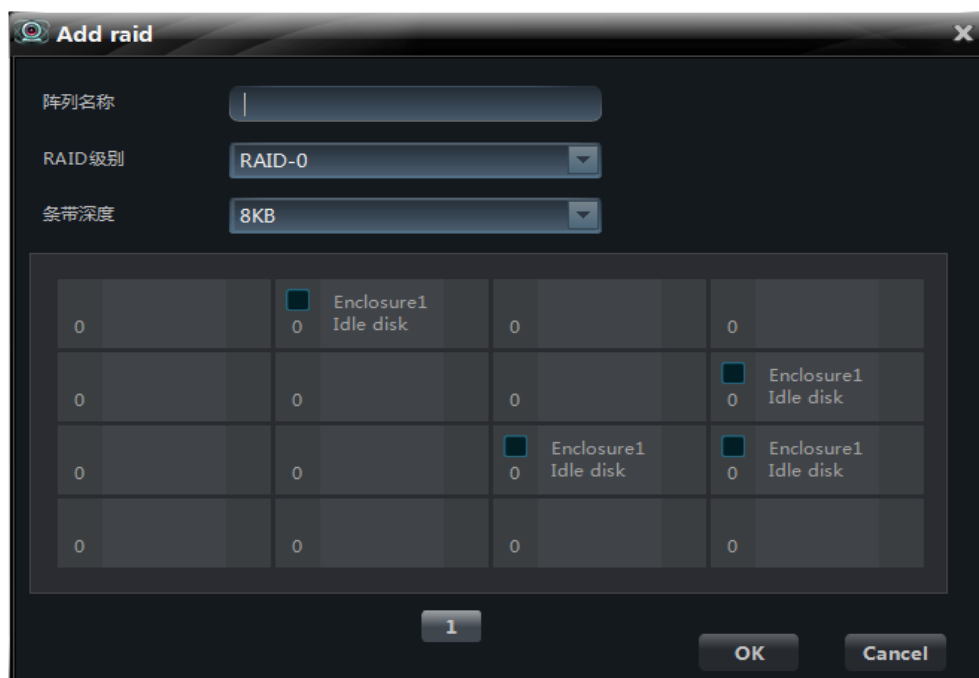 Add raid
阵列名称
RAID级别 RAID-0
条带深度 8KB
Enclosure1
0 0 Idle disk 0 0
Enclosure1
0 0 0 0 Idle disk
Enclosure1 Enclosure1
0 0 0 Idle disk 0 Idle disk
0 0 0 0
1
OK Cancel